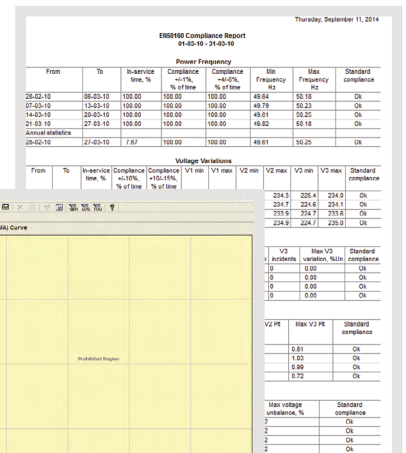 Thursday, September 11, 2014
EN50160 Compliance Report
01-03-10 - 31-03-10
Power Frequency
From To In-service time, % Compliance +/-1%, % of time Compliance +4/-6%, % of time Min Frequency Hz Max Frequency Hz Standard compliance
28-02-10 06-03-10 100.00 100.00 100.00 49.64 50.18 Ok
07-03-10 13-03-10 100.00 100.00 100.00 49.79 50.23 Ok
14-03-10 20-03-10 100.00 100.00 100.00 49.61 50.25 Ok
21-03-10 27-03-10 100.00 100.00 100.00 49.82 50.18 Ok
Annual statistics
28-02-10 27-03-10 7.67 100.00 100.00 49.61 50.25 Ok
Voltage Variations
From To In-service time, % Compliance +/-10%, % of time Compliance +10/-15%, % of time V1 min V1 max V2 min V2 max V3 min V3 max Standard compliance
234.3 225.4 234.0 Ok
234.7 224.6 234.1 Ok
233.9 224.7 233.6 Ok
234.9 224.7 235.0 Ok
V3 incidents Max V3 variation, %Un Standard compliance
0 0.00 Ok
0 0.00 Ok
0 0.00 Ok
0 0.00 Ok
V2 Plt Max V3 Plt Standard compliance
0.81 Ok
1.03 Ok
0.99 Ok
0.72 Ok
Max voltage unbalance, % Standard compliance
2 Ok
2 Ok
2 Ok
2 Ok
MA) Curve
Prohibited Region